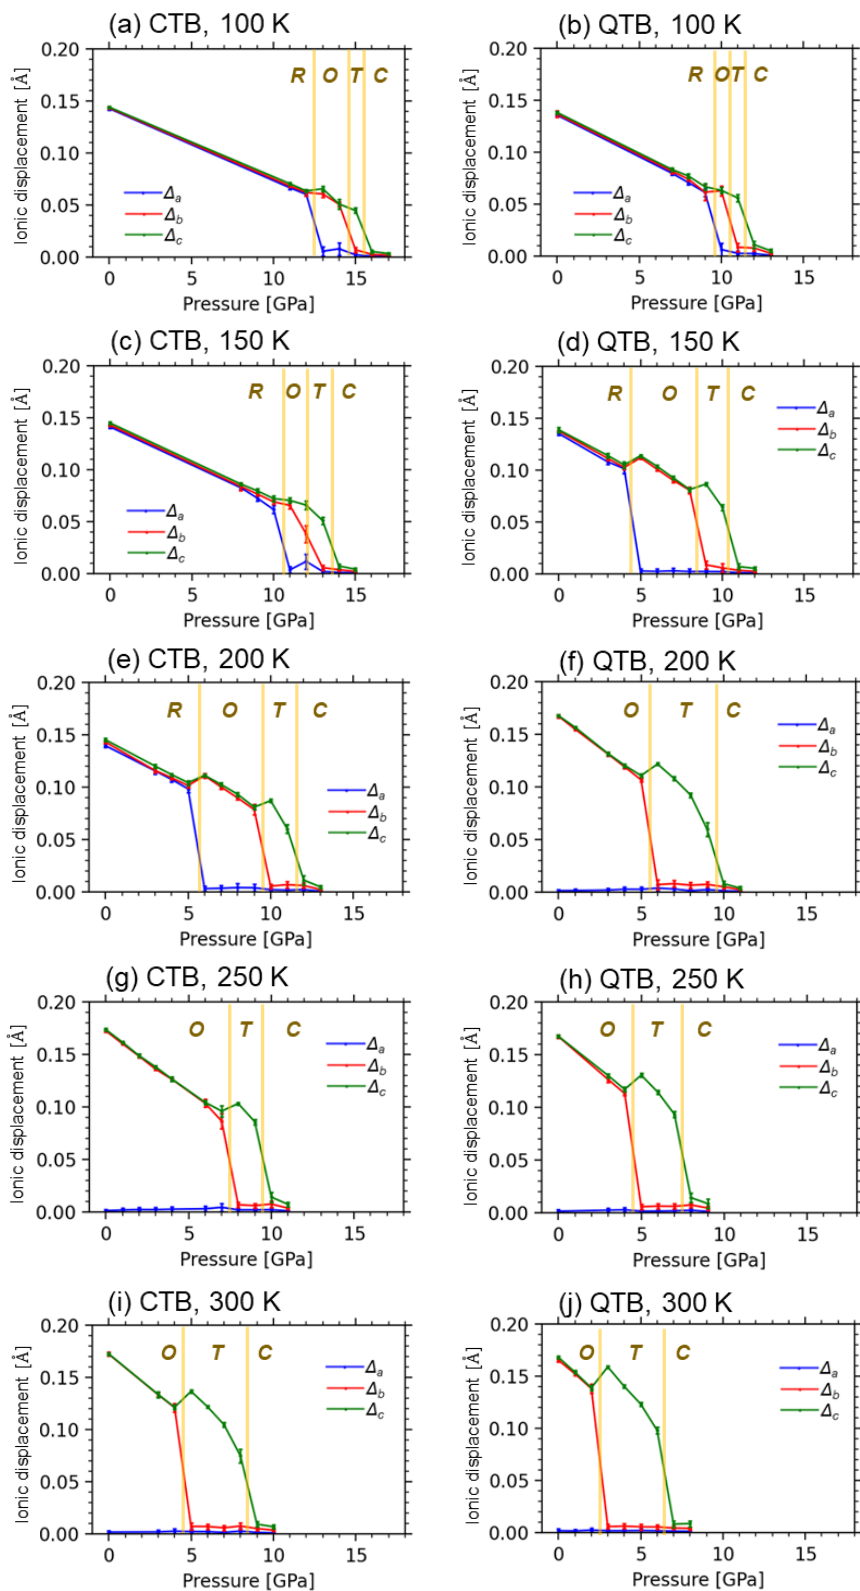 (a) CTB, 100 K
(b) QTB, 100 K
0.20
0.15
0.10
0.05
0.00
Ionic displacement [Å]
R O T C
Δa
Δb
Δc
0 5 10 15
Pressure [GPa]
0.20
0.15
0.10
0.05
0.00
Ionic displacement [Å]
R O T C
Δa
Δb
Δc
0 5 10 15
Pressure [GPa]
(c) CTB, 150 K
(d) QTB, 150 K
0.20
0.15
0.10
0.05
0.00
Ionic displacement [Å]
R O T C
Δa
Δb
Δc
0 5 10 15
Pressure [GPa]
0.20
0.15
0.10
0.05
0.00
Ionic displacement [Å]
R O T C
Δa
Δb
Δc
0 5 10 15
Pressure [GPa]
(e) CTB, 200 K
(f) QTB, 200 K
0.20
0.15
0.10
0.05
0.00
Ionic displacement [Å]
R O T C
Δa
Δb
Δc
0 5 10 15
Pressure [GPa]
0.20
0.15
0.10
0.05
0.00
Ionic displacement [Å]
O T C
Δa
Δb
Δc
0 5 10 15
Pressure [GPa]
(g) CTB, 250 K
(h) QTB, 250 K
0.20
0.15
0.10
0.05
0.00
Ionic displacement [Å]
O T C
Δa
Δb
Δc
0 5 10 15
Pressure [GPa]
0.20
0.15
0.10
0.05
0.00
Ionic displacement [Å]
O T C
Δa
Δb
Δc
0 5 10 15
Pressure [GPa]
(i) CTB, 300 K
(j) QTB, 300 K
0.20
0.15
0.10
0.05
0.00
Ionic displacement [Å]
O T C
Δa
Δb
Δc
0 5 10 15
Pressure [GPa]
0.20
0.15
0.10
0.05
0.00
Ionic displacement [Å]
O T C
Δa
Δb
Δc
0 5 10 15
Pressure [GPa]